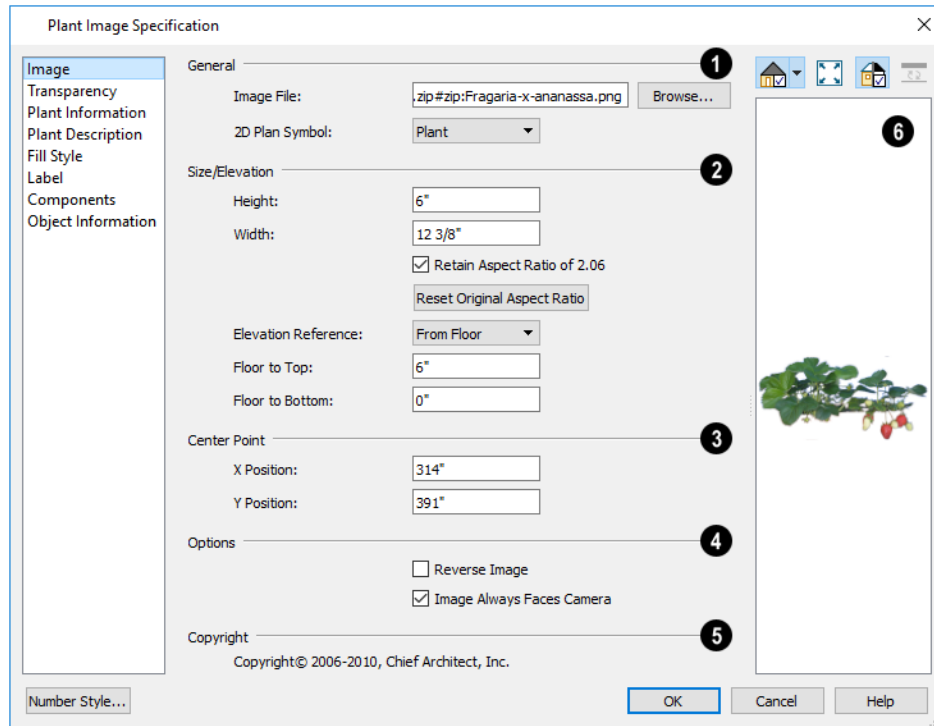 Plant Image Specification
Image
Transparency
Plant Information
Plant Description
Fill Style
Label
Components
Object Information
General 1
Image File: .zip#zip:Fragaria-x-ananassa.png Browse...
2D Plan Symbol: Plant
Size/Elevation 2
Height: 6"
Width: 12 3/8"
Retain Aspect Ratio of 2.06
Reset Original Aspect Ratio
Elevation Reference: From Floor
Floor to Top: 6"
Floor to Bottom: 0"
Center Point 3
X Position: 314"
Y Position: 391"
Options 4
Reverse Image
Image Always Faces Camera
Copyright 5
Copyright© 2006-2010, Chief Architect, Inc.
6
Number Style... OK Cancel Help